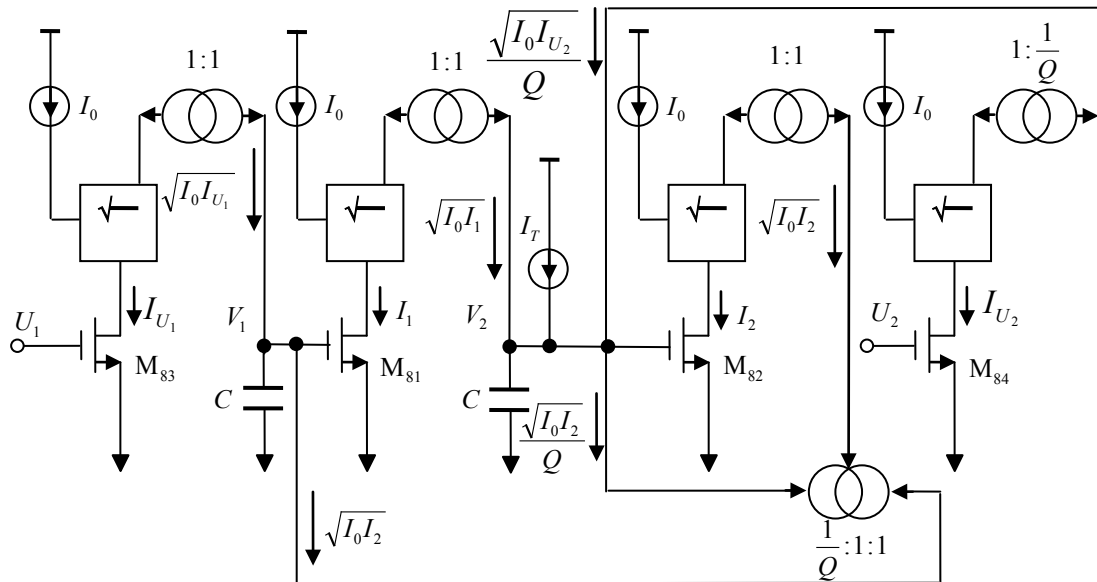 1:1
1:1
√(I₀I_{U₂})/Q
1:1
1:1/Q
I₀
I₀
I₀
I₀
√
√
√
√
√(I₀I_{U₁})
√(I₀I₁)
I_T
√(I₀I₂)
U₁
I_{U₁}
V₁
I₁
V₂
I₂
U₂
I_{U₂}
M₈₃
M₈₁
M₈₂
M₈₄
C
C
√(I₀I₂)/Q
√(I₀I₂)
1/Q:1:1